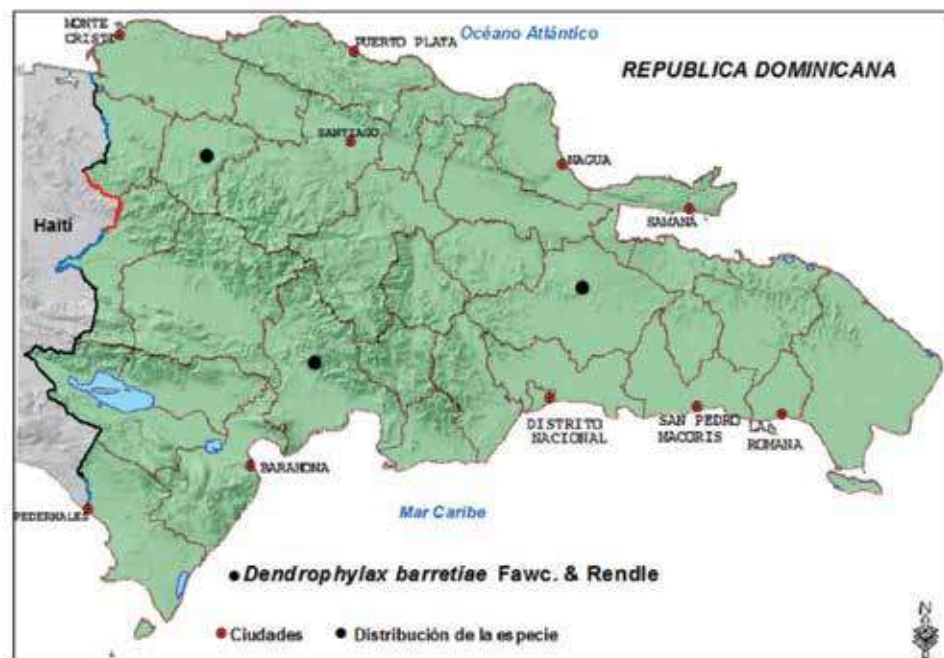 MONTE
CRISTI
PUERTO PLATA
Océano Atlántico
REPUBLICA DOMINICANA
SANTIAGO
NAGUA
SAMANA
Haití
DISTRITO
NACIONAL
SAN PEDRO
MACORIS
LA
ROMANA
BARAHONA
PEDERNALES
Mar Caribe
Dendrophylax barretiae Fawc. & Rendle
Ciudades
Distribución de la especie
N